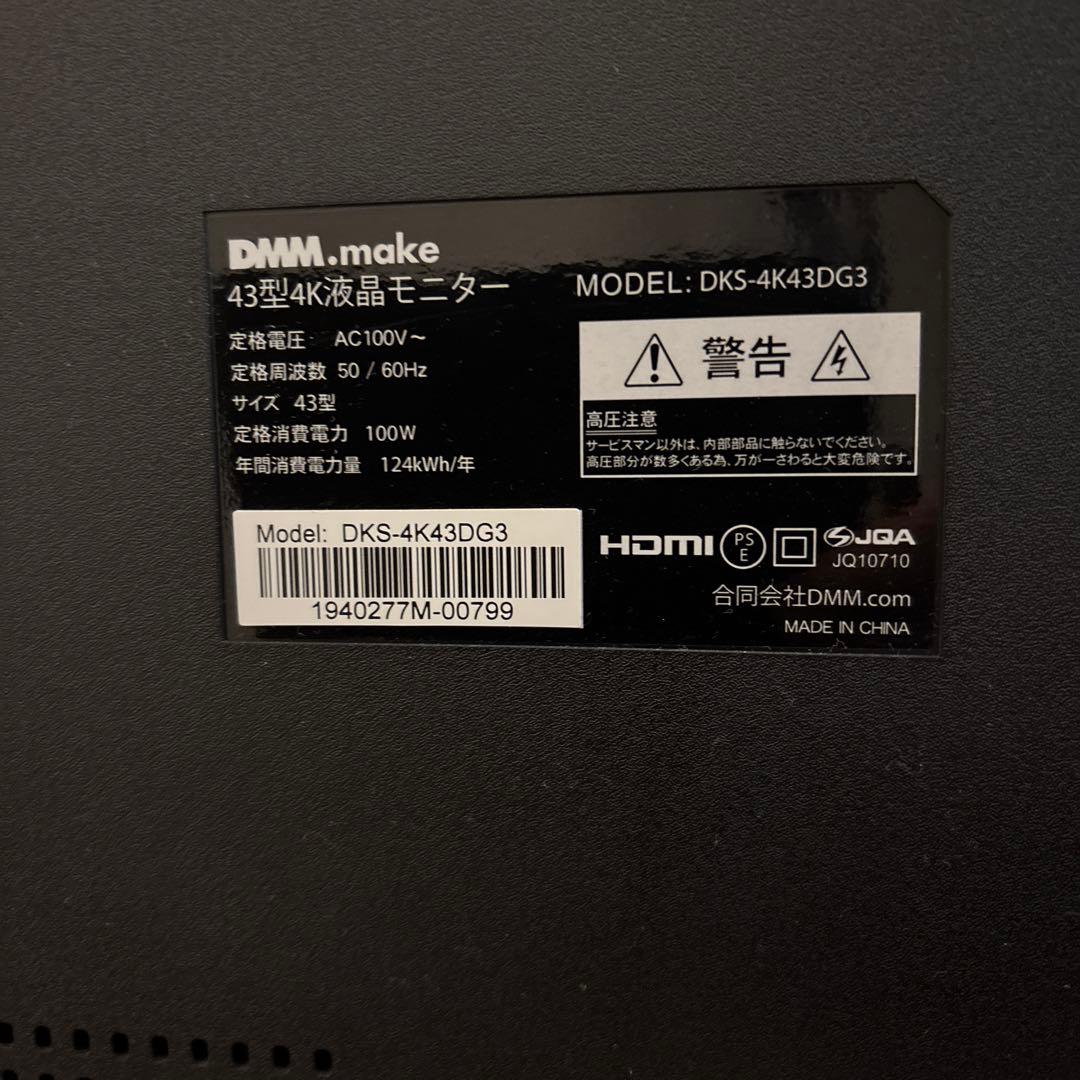 DMM.make
43型4K液晶モニター
MODEL: DKS-4K43DG3
定格電圧 AC100V～
定格周波数 50 / 60Hz
サイズ 43型
定格消費電力 100W
年間消費電力量 124kWh/年
警告
高圧注意
サービスマン以外は、内部部品に触らないでください。
高圧部分が数多くある為、万が一さわると大変危険です。
Model: DKS-4K43DG3
1940277M-00799
HDMI PS E JQA
JQ10710
合同会社DMM.com
MADE IN CHINA